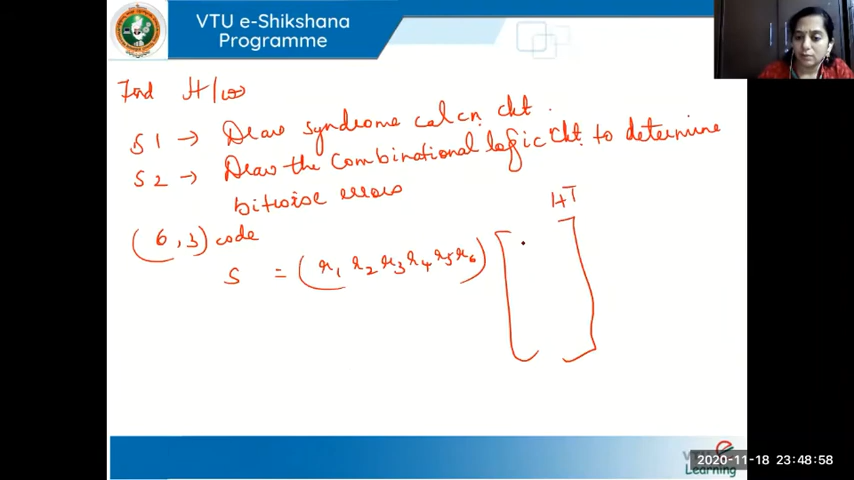 VTU e-Shikshana
Programme
Find H/w
S1 → Draw syndrome calcn. ckt.
S2 → Draw the combinational logic ckt. to determine
bitwise errors
(6,3) code
H^T
S = (r1 r2 r3 r4 r5 r6) [ ]
2020-11-18 23:48:58
Learning